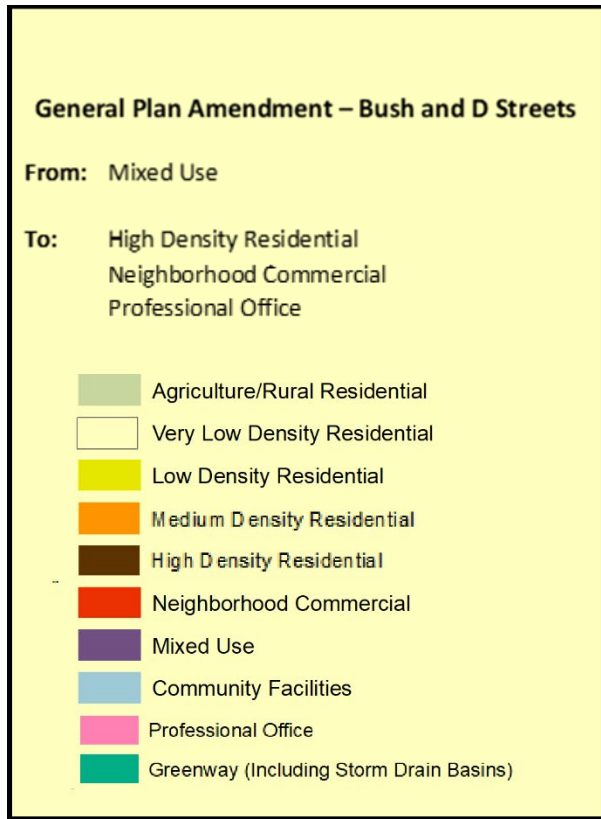 General Plan Amendment – Bush and D Streets
From: Mixed Use
To: High Density Residential
Neighborhood Commercial
Professional Office
Agriculture/Rural Residential
Very Low Density Residential
Low Density Residential
Medium Density Residential
High Density Residential
Neighborhood Commercial
Mixed Use
Community Facilities
Professional Office
Greenway (Including Storm Drain Basins)